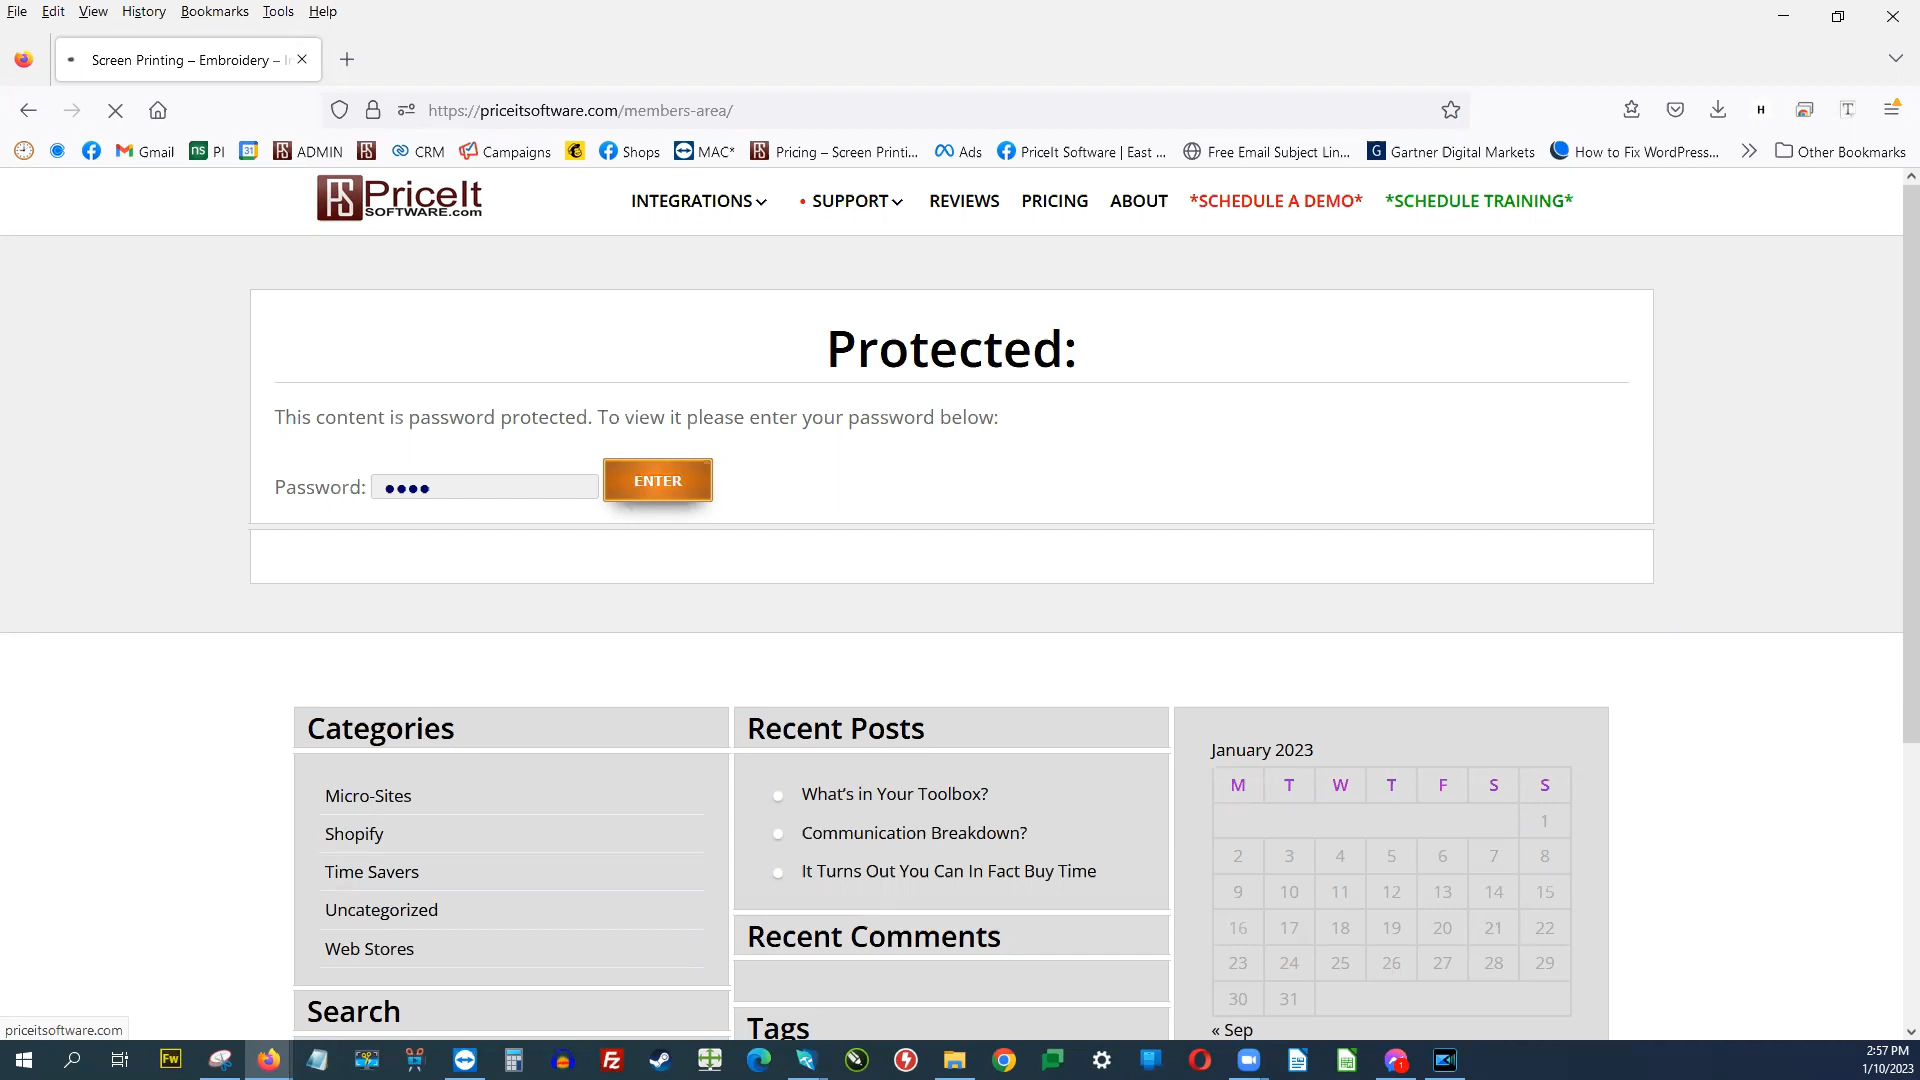 File Edit View History Bookmarks Tools Help
Screen Printing – Embroidery – I
https://priceitsoftware.com/members-area/
Gmail PI ADMIN CRM Campaigns Shops MAC* Pricing – Screen Printi... Ads PriceIt Software | East ... Free Email Subject Lin... Gartner Digital Markets How to Fix WordPress... Other Bookmarks
PriceIt
SOFTWARE.com
INTEGRATIONS • SUPPORT REVIEWS PRICING ABOUT *SCHEDULE A DEMO* *SCHEDULE TRAINING*
Protected:
This content is password protected. To view it please enter your password below:
Password: ●●●● ENTER
Categories
Micro-Sites
Shopify
Time Savers
Uncategorized
Web Stores
Search
Recent Posts
What's in Your Toolbox?
Communication Breakdown?
It Turns Out You Can In Fact Buy Time
Recent Comments
Tags
January 2023
M T W T F S S
1
2 3 4 5 6 7 8
9 10 11 12 13 14 15
16 17 18 19 20 21 22
23 24 25 26 27 28 29
30 31
« Sep
priceitsoftware.com
2:57 PM
1/10/2023